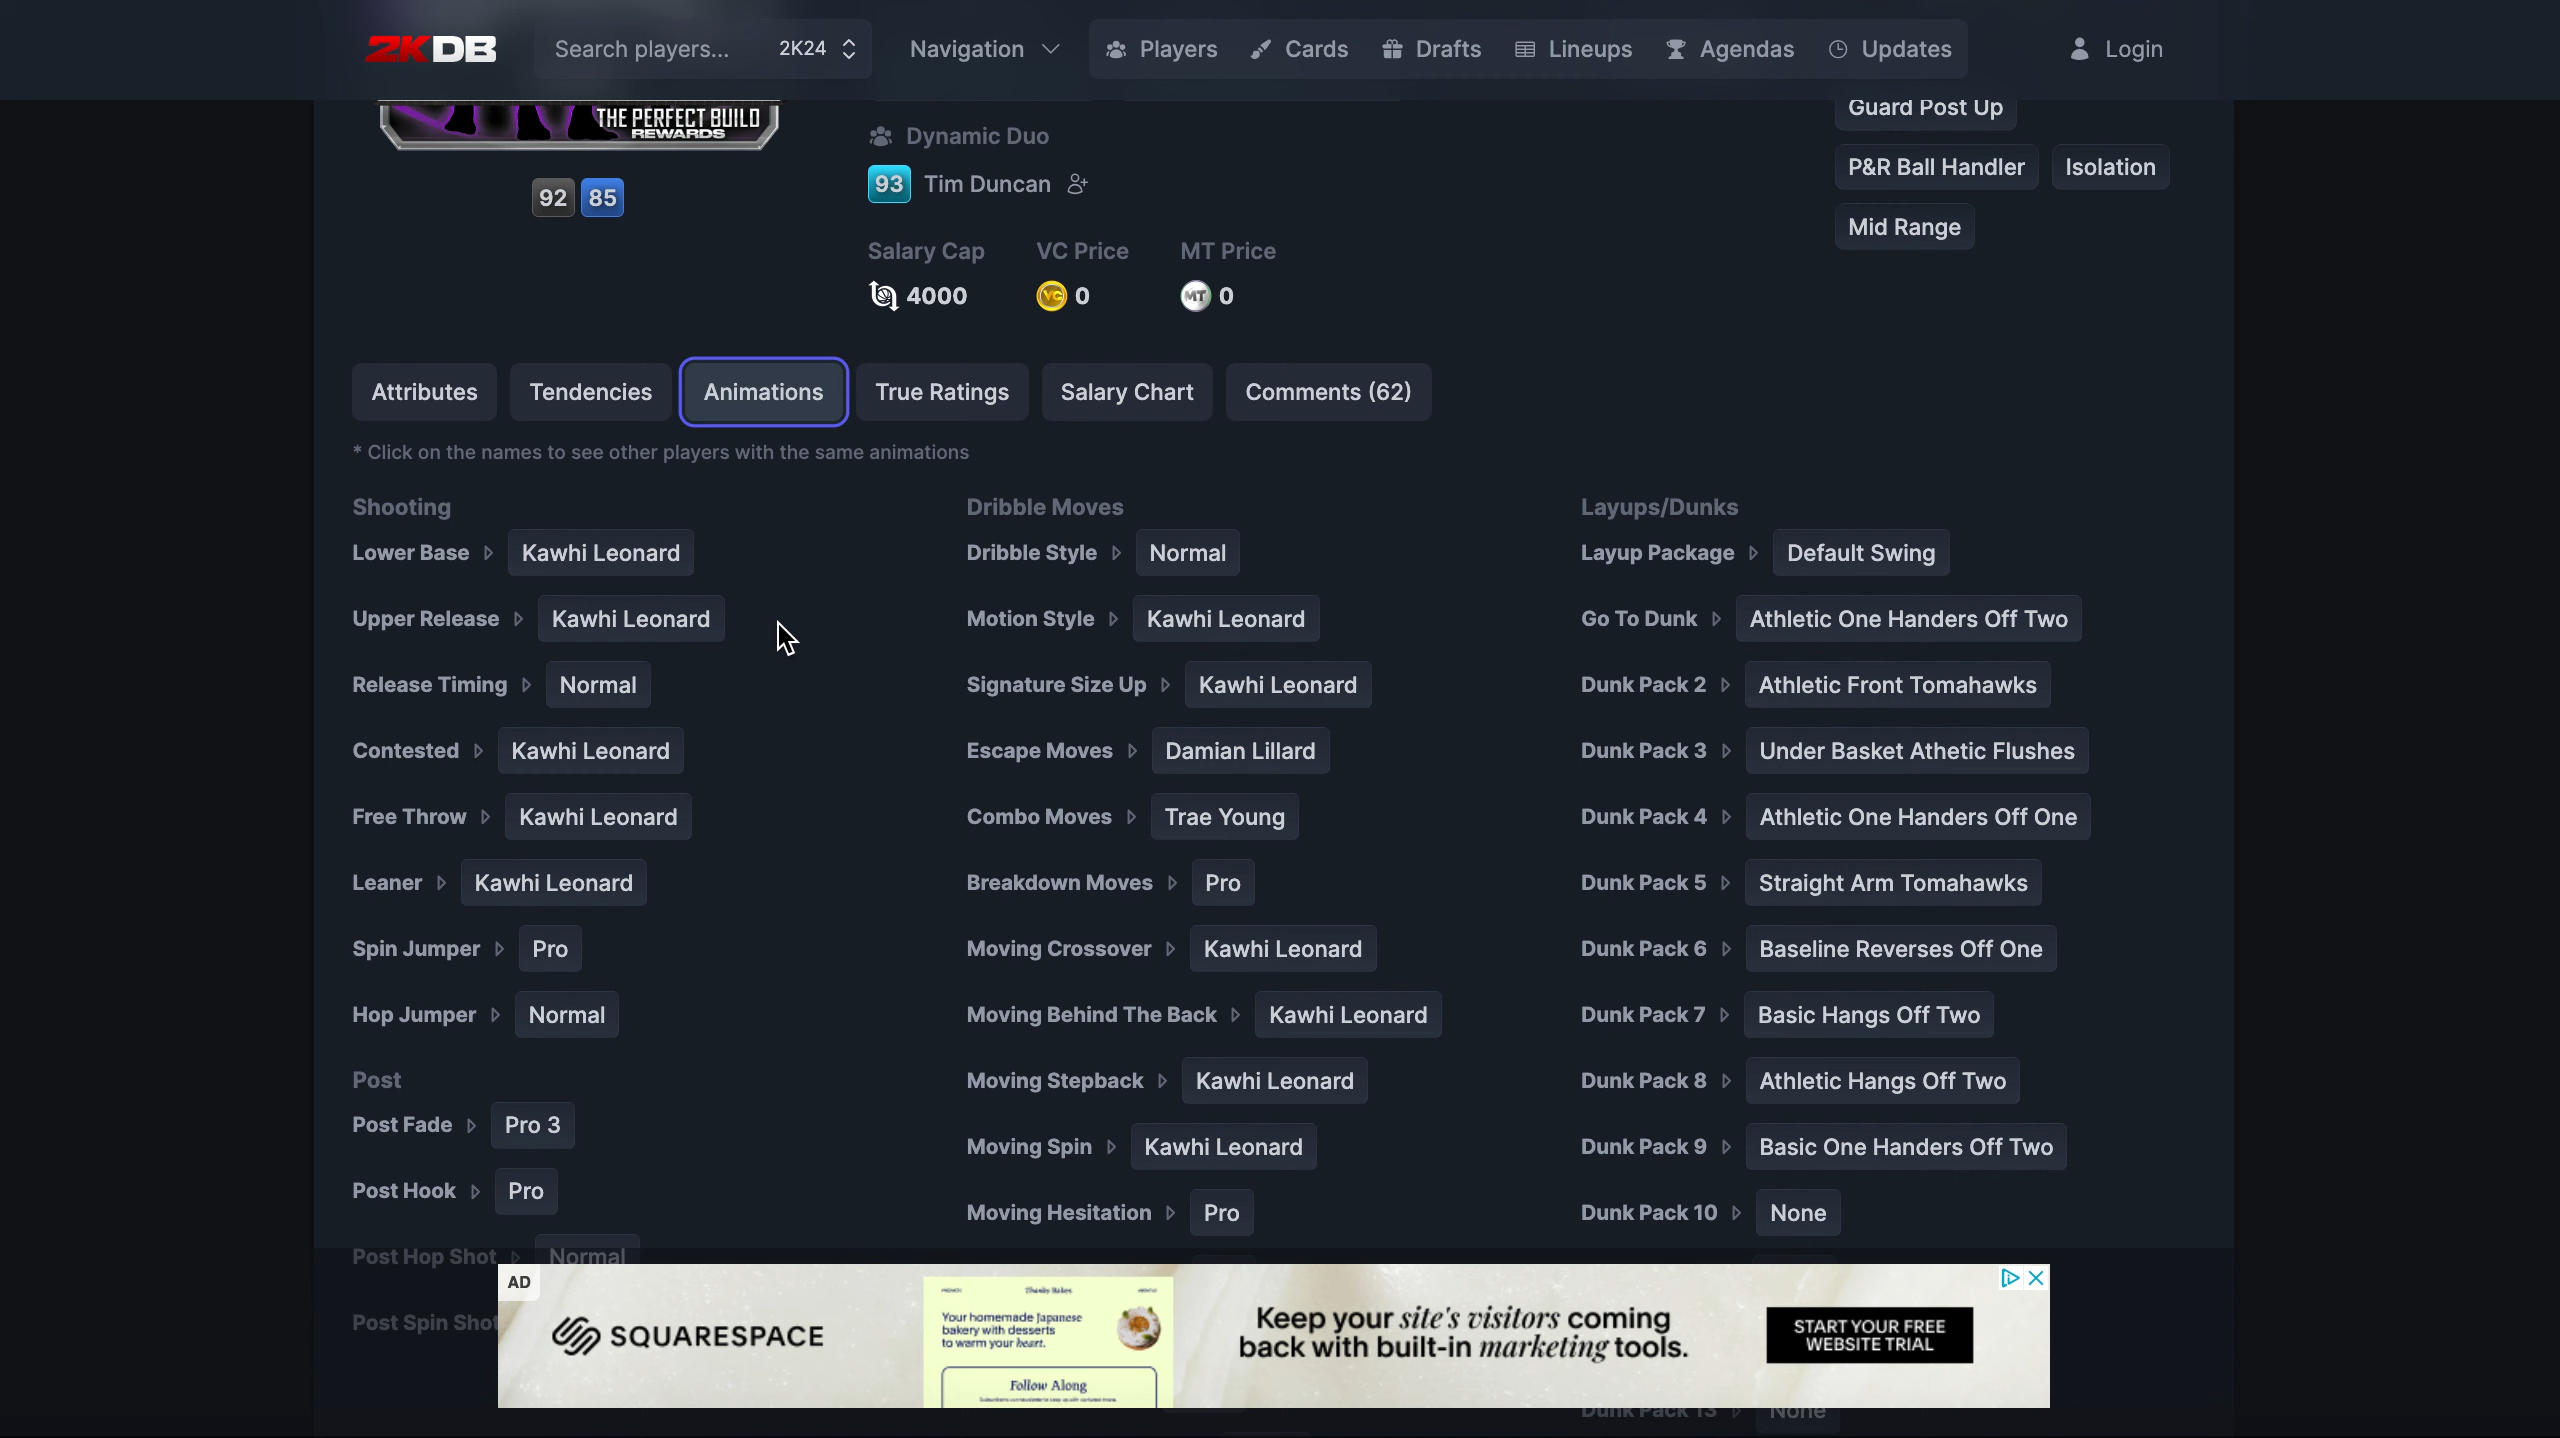 2KDB
Search players...
2K24
Navigation
Players
Cards
Drafts
Lineups
Agendas
Updates
Login
THE PERFECT BUILD
REWARDS
92
85
Dynamic Duo
93
Tim Duncan
Salary Cap
VC Price
MT Price
4000
VC
0
MT
0
Guard Post Up
P&R Ball Handler
Isolation
Mid Range
Attributes
Tendencies
Animations
True Ratings
Salary Chart
Comments (62)
* Click on the names to see other players with the same animations
Shooting
Lower Base
Kawhi Leonard
Upper Release
Kawhi Leonard
Release Timing
Normal
Contested
Kawhi Leonard
Free Throw
Kawhi Leonard
Leaner
Kawhi Leonard
Spin Jumper
Pro
Hop Jumper
Normal
Post
Post Fade
Pro 3
Post Hook
Pro
Post Hop Shot
Normal
Post Spin Shot
Dribble Moves
Dribble Style
Normal
Motion Style
Kawhi Leonard
Signature Size Up
Kawhi Leonard
Escape Moves
Damian Lillard
Combo Moves
Trae Young
Breakdown Moves
Pro
Moving Crossover
Kawhi Leonard
Moving Behind The Back
Kawhi Leonard
Moving Stepback
Kawhi Leonard
Moving Spin
Kawhi Leonard
Moving Hesitation
Pro
Layups/Dunks
Layup Package
Default Swing
Go To Dunk
Athletic One Handers Off Two
Dunk Pack 2
Athletic Front Tomahawks
Dunk Pack 3
Under Basket Athetic Flushes
Dunk Pack 4
Athletic One Handers Off One
Dunk Pack 5
Straight Arm Tomahawks
Dunk Pack 6
Baseline Reverses Off One
Dunk Pack 7
Basic Hangs Off Two
Dunk Pack 8
Athletic Hangs Off Two
Dunk Pack 9
Basic One Handers Off Two
Dunk Pack 10
None
Dunk Pack 13
None
AD
SQUARESPACE
Your homemade Japanese
bakery with desserts
to warm your heart.
Follow Along
Keep your site's visitors coming
back with built-in marketing tools.
START YOUR FREE
WEBSITE TRIAL